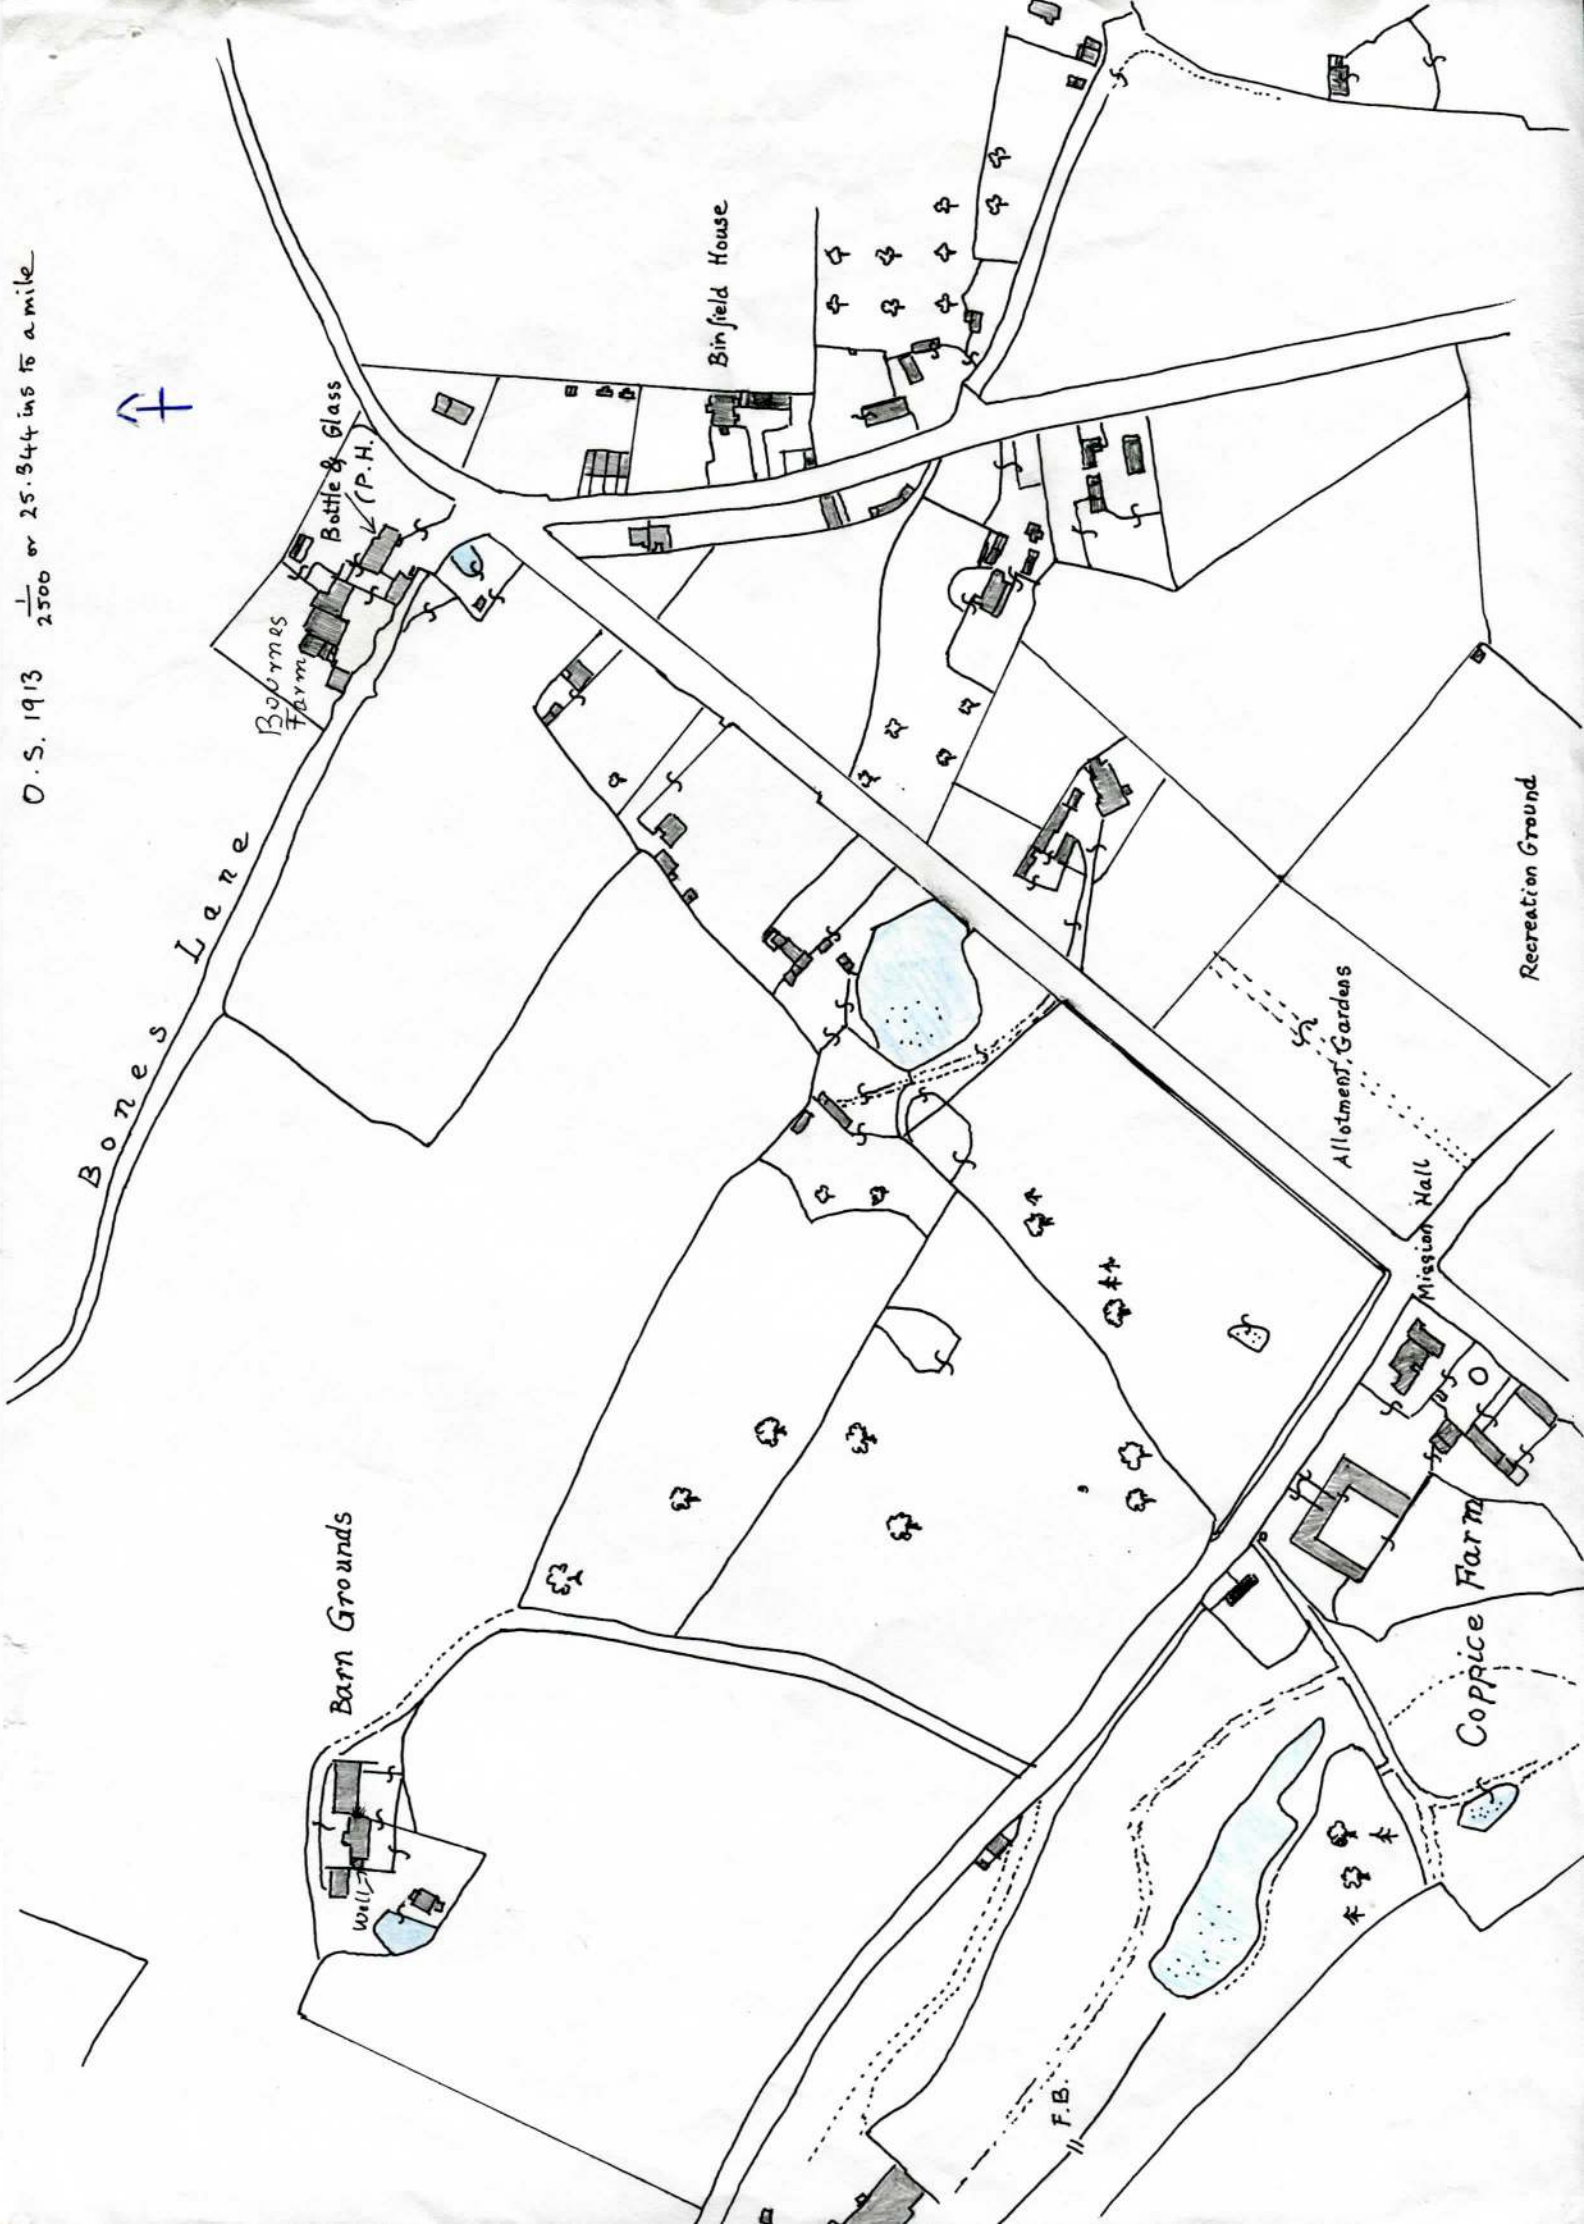 O.S. 1913 1/2500 or 25.344 ins to a mile
Bones Lane
Bournes
Farm
Bottle & Glass
(P.H.
Binfield House
Barn Grounds
Well
Allotment Gardens
Recreation Ground
Mission Hall
Coppice Farm
F.B.